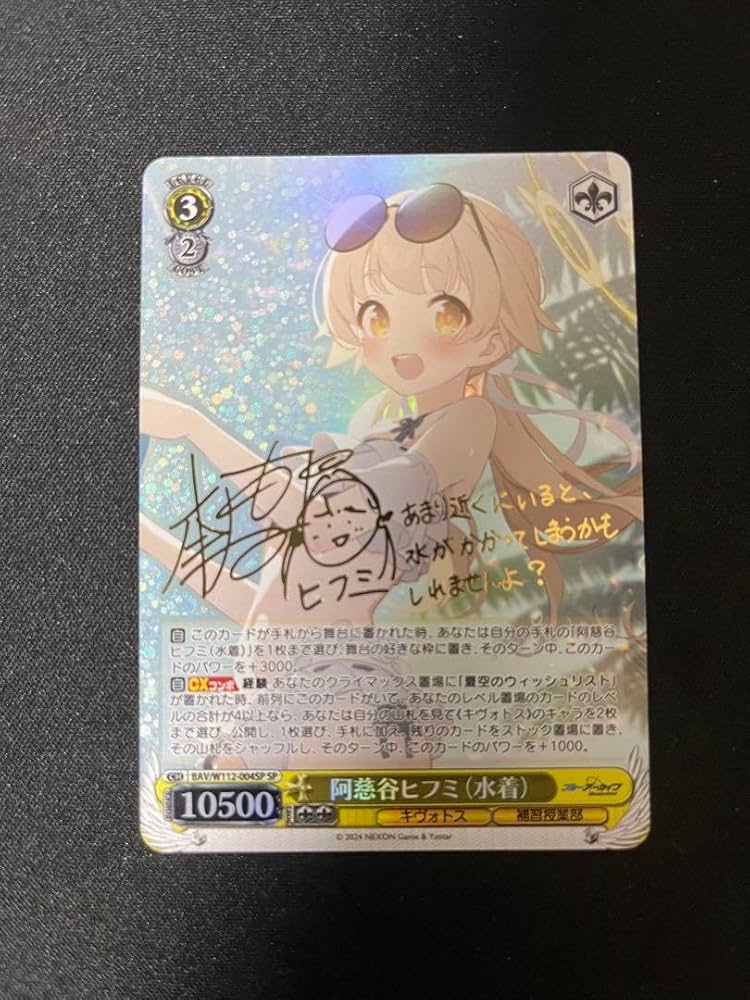 LEVEL
3
2
COST
あまり近くにいると、
水がかかってしまうかも
しれませんよ？
ヒフミ
このカードが手札から舞台に置かれた時、あなたは自分の手札の「阿慈谷
ヒフミ(水着)」を1枚まで選び、舞台の好きな枠に置き、そのターン中、このカー
ドのパワーを＋3000。
CXコンボ 経験 あなたのクライマックス置場に「夏空のウィッシュリスト」
が置かれた時、前列にこのカードがいて、あなたのレベル置場のカードのレベ
ルの合計が4以上なら、あなたは自分の山札を見て《キヴォトス》のキャラを2枚
まで選び、公開し、1枚選び、手札に加え、残りのカードをストック置場に置き、
その山札をシャッフルし、そのターン中、このカードのパワーを＋1000。
CH BAV/W112-004SP SP
10500 阿慈谷ヒフミ(水着) ブルーアーカイブ
キヴォトス 補習授業部
© 2024 NEXON Game & Yostar